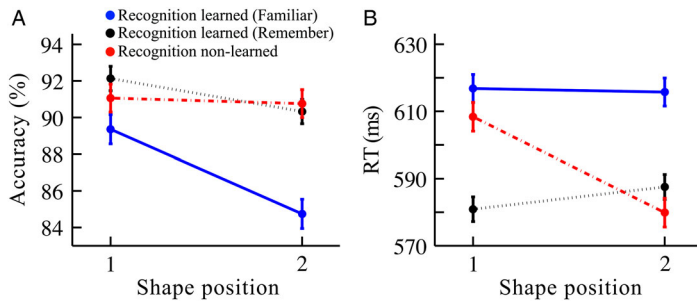 A
Recognition learned (Familiar)
Recognition learned (Remember)
Recognition non-learned
Accuracy (%)
94
92
90
88
86
84
1 2
Shape position
B
RT (ms)
630
610
590
570
1 2
Shape position